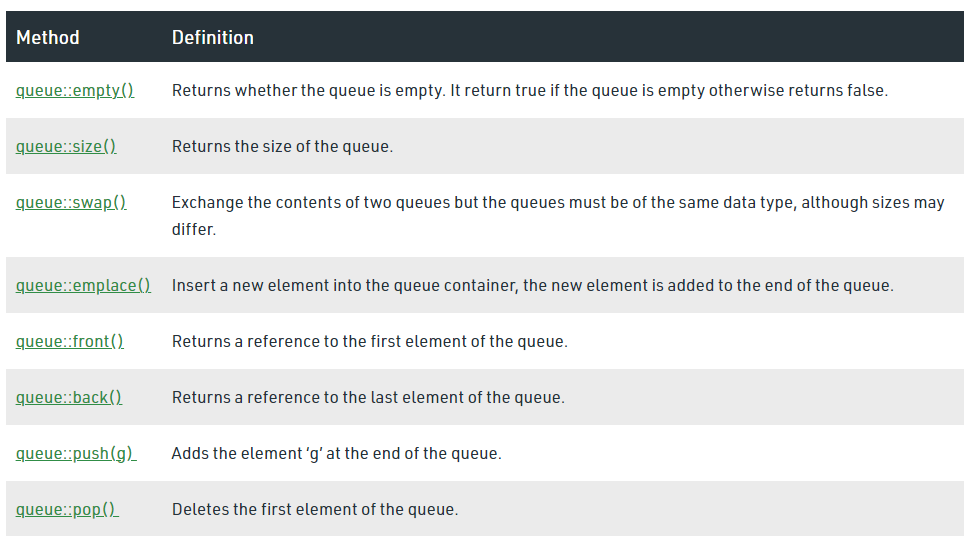 Method Definition
queue::empty() Returns whether the queue is empty. It return true if the queue is empty otherwise returns false.
queue::size() Returns the size of the queue.
queue::swap() Exchange the contents of two queues but the queues must be of the same data type, although sizes may
differ.
queue::emplace() Insert a new element into the queue container, the new element is added to the end of the queue.
queue::front() Returns a reference to the first element of the queue.
queue::back() Returns a reference to the last element of the queue.
queue::push(g) Adds the element ‘g’ at the end of the queue.
queue::pop() Deletes the first element of the queue.